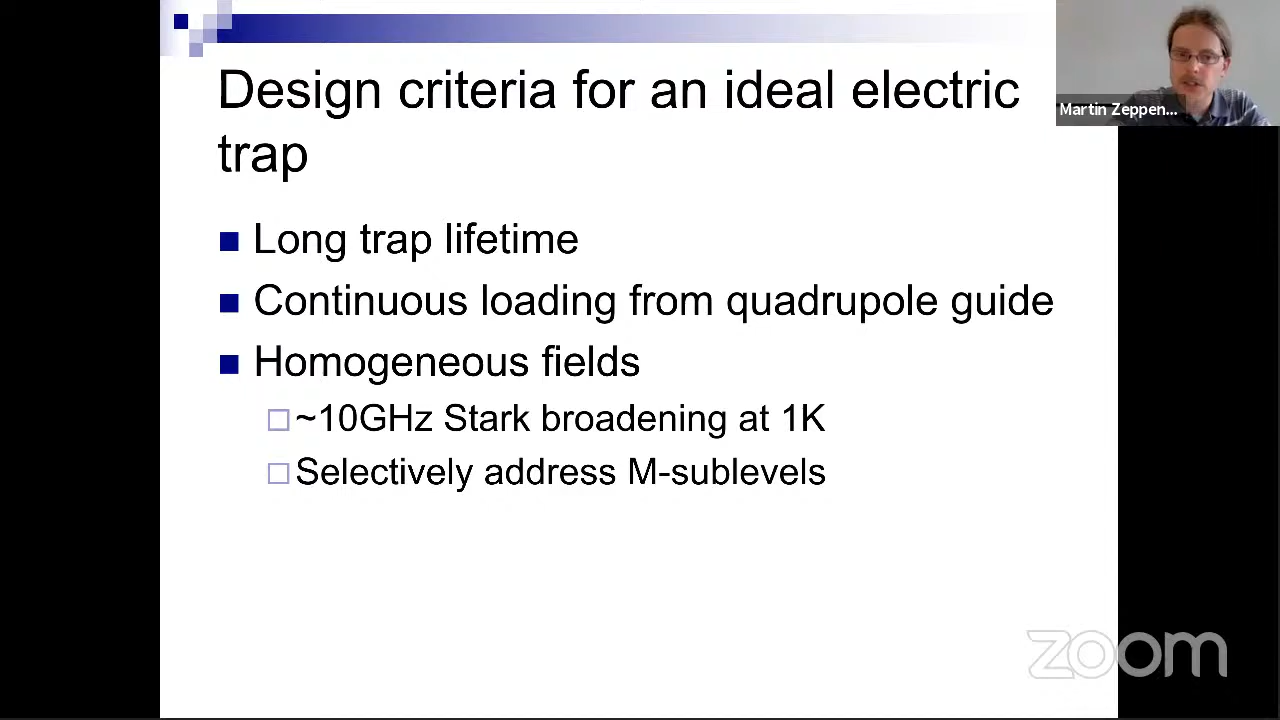 Design criteria for an ideal electric
trap
Martin Zeppen...
Long trap lifetime
Continuous loading from quadrupole guide
Homogeneous fields
~10GHz Stark broadening at 1K
Selectively address M-sublevels
zoom